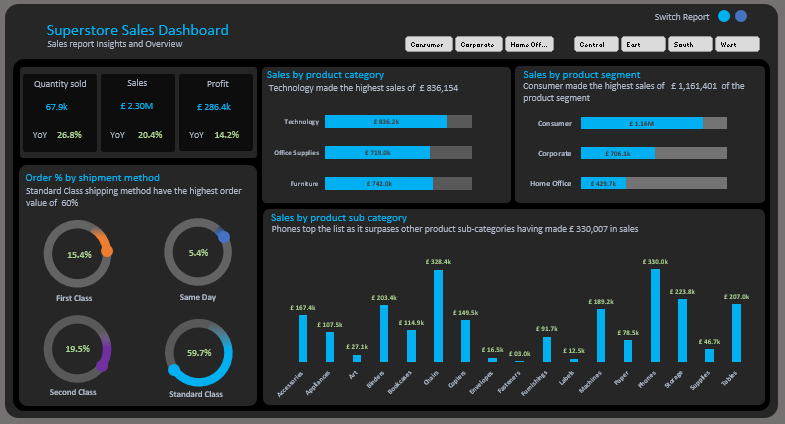 Superstore Sales Dashboard
Sales report Insights and Overview
Switch Report
Consumer
Corporate
Home Off...
Central
East
South
West
Quantity sold
67.9k
YoY 26.8%
Sales
£ 2.30M
YoY 20.4%
Profit
£ 286.4k
YoY 14.2%
Sales by product category
Technology made the highest sales of £ 836,154
Technology £ 836.2k
Office Supplies £ 719.0k
Furniture £ 742.0k
Sales by product segment
Consumer made the highest sales of £ 1,161,401 of the
product segment
Consumer £ 1.16M
Corporate £ 706.1k
Home Office £ 429.7k
Order % by shipment method
Standard Class shipping method have the highest order
value of 60%
15.4%
First Class
5.4%
Same Day
19.5%
Second Class
59.7%
Standard Class
Sales by product sub category
Phones top the list as it surpases other product sub-categories having made £ 330,007 in sales
£ 167.4k
£ 107.5k
£ 27.1k
£ 203.4k
£ 114.9k
£ 328.4k
£ 149.5k
£ 16.5k
£ 03.0k
£ 91.7k
£ 12.5k
£ 189.2k
£ 78.5k
£ 330.0k
£ 223.8k
£ 46.7k
£ 207.0k
Accessories
Appliances
Art
Binders
Bookcases
Chairs
Copiers
Envelopes
Fasteners
Furnishings
Labels
Machines
Paper
Phones
Storage
Supplies
Tables